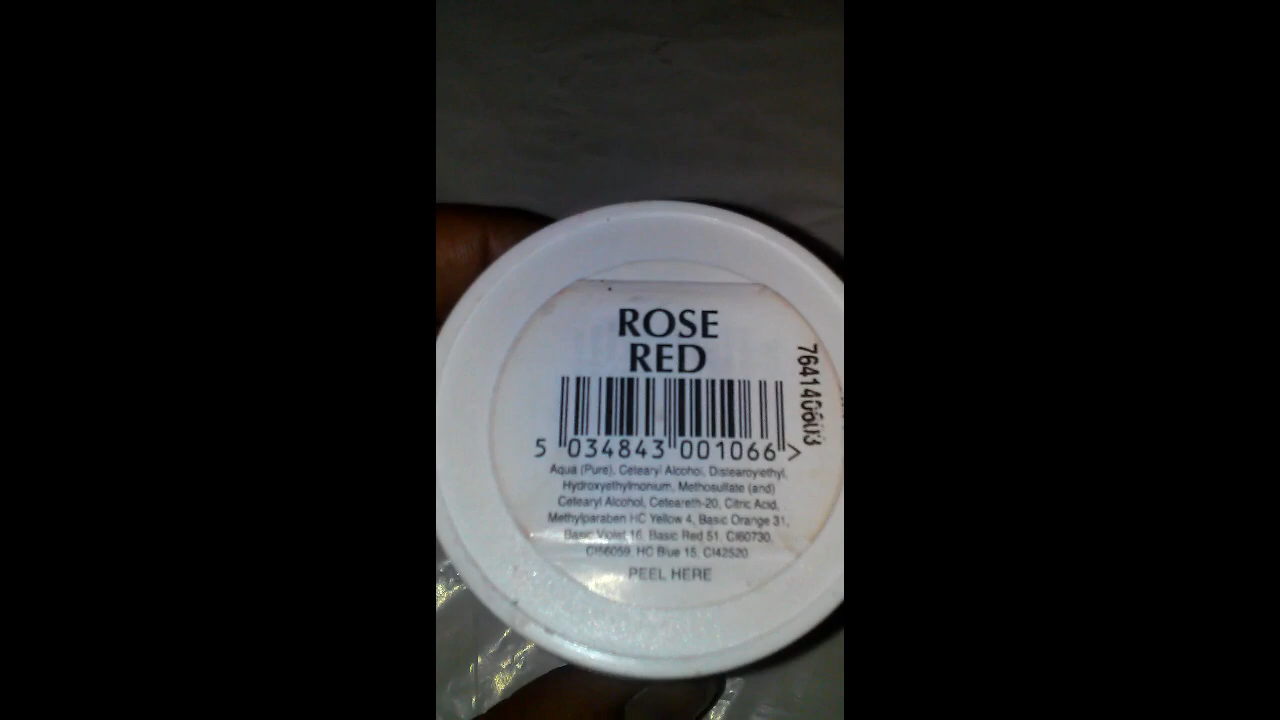 ROSE
RED
5 034843 001066 >
Aqua (Pure), Cetearyl Alcohol, Distearoylethyl,
Hydroxyethylmonium, Methosulfate (and)
Cetearyl Alcohol, Ceteareth-20, Citric Acid,
Methylparaben HC Yellow 4, Basic Orange 31,
Basic Violet 16, Basic Red 51, CI60730,
CI56059, HC Blue 15, CI42520
PEEL HERE
76414